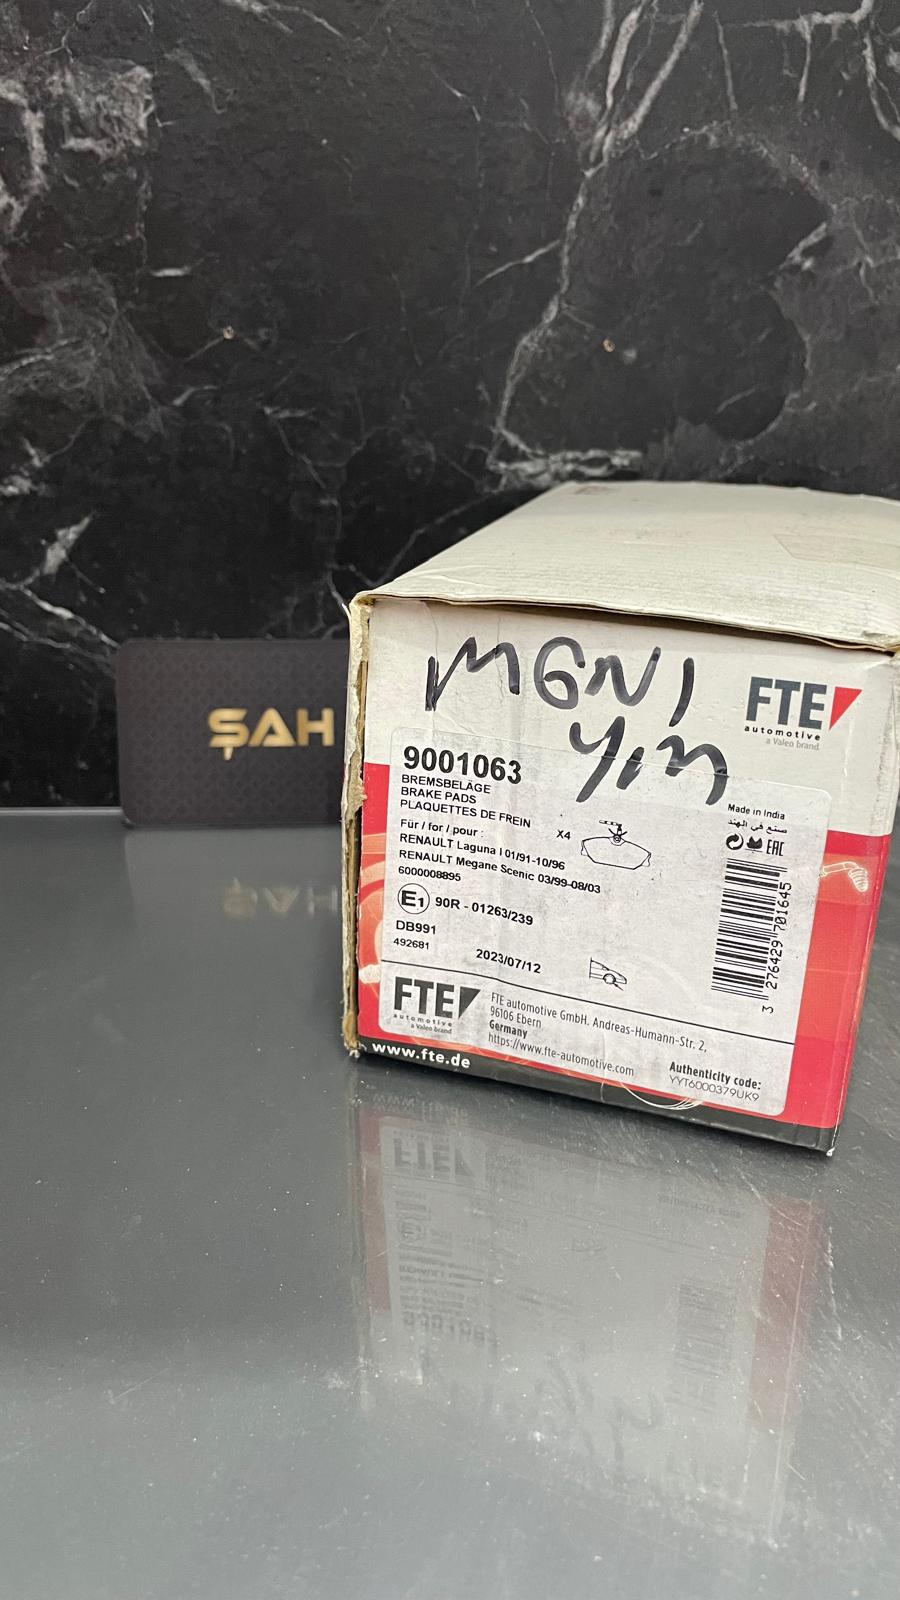 ŞAH
MGNI
YIM
FTE
automotive
a Valeo brand
9001063
BREMSBELÄGE
BRAKE PADS
PLAQUETTES DE FREIN
X4
Für / for / pour :
RENAULT Laguna I 01/91-10/96
RENAULT Megane Scenic 03/99-08/03
6000008895
E1 90R - 01263/239
DB991
492681
2023/07/12
Made in India
صنع في الهند
EAC
3 276429 701645
FTE
automotive
a Valeo brand
FTE automotive GmbH. Andreas-Humann-Str. 2,
96106 Ebern
Germany
https://www.fte-automotive.com
Authenticity code:
YYT6000379UK9
www.fte.de